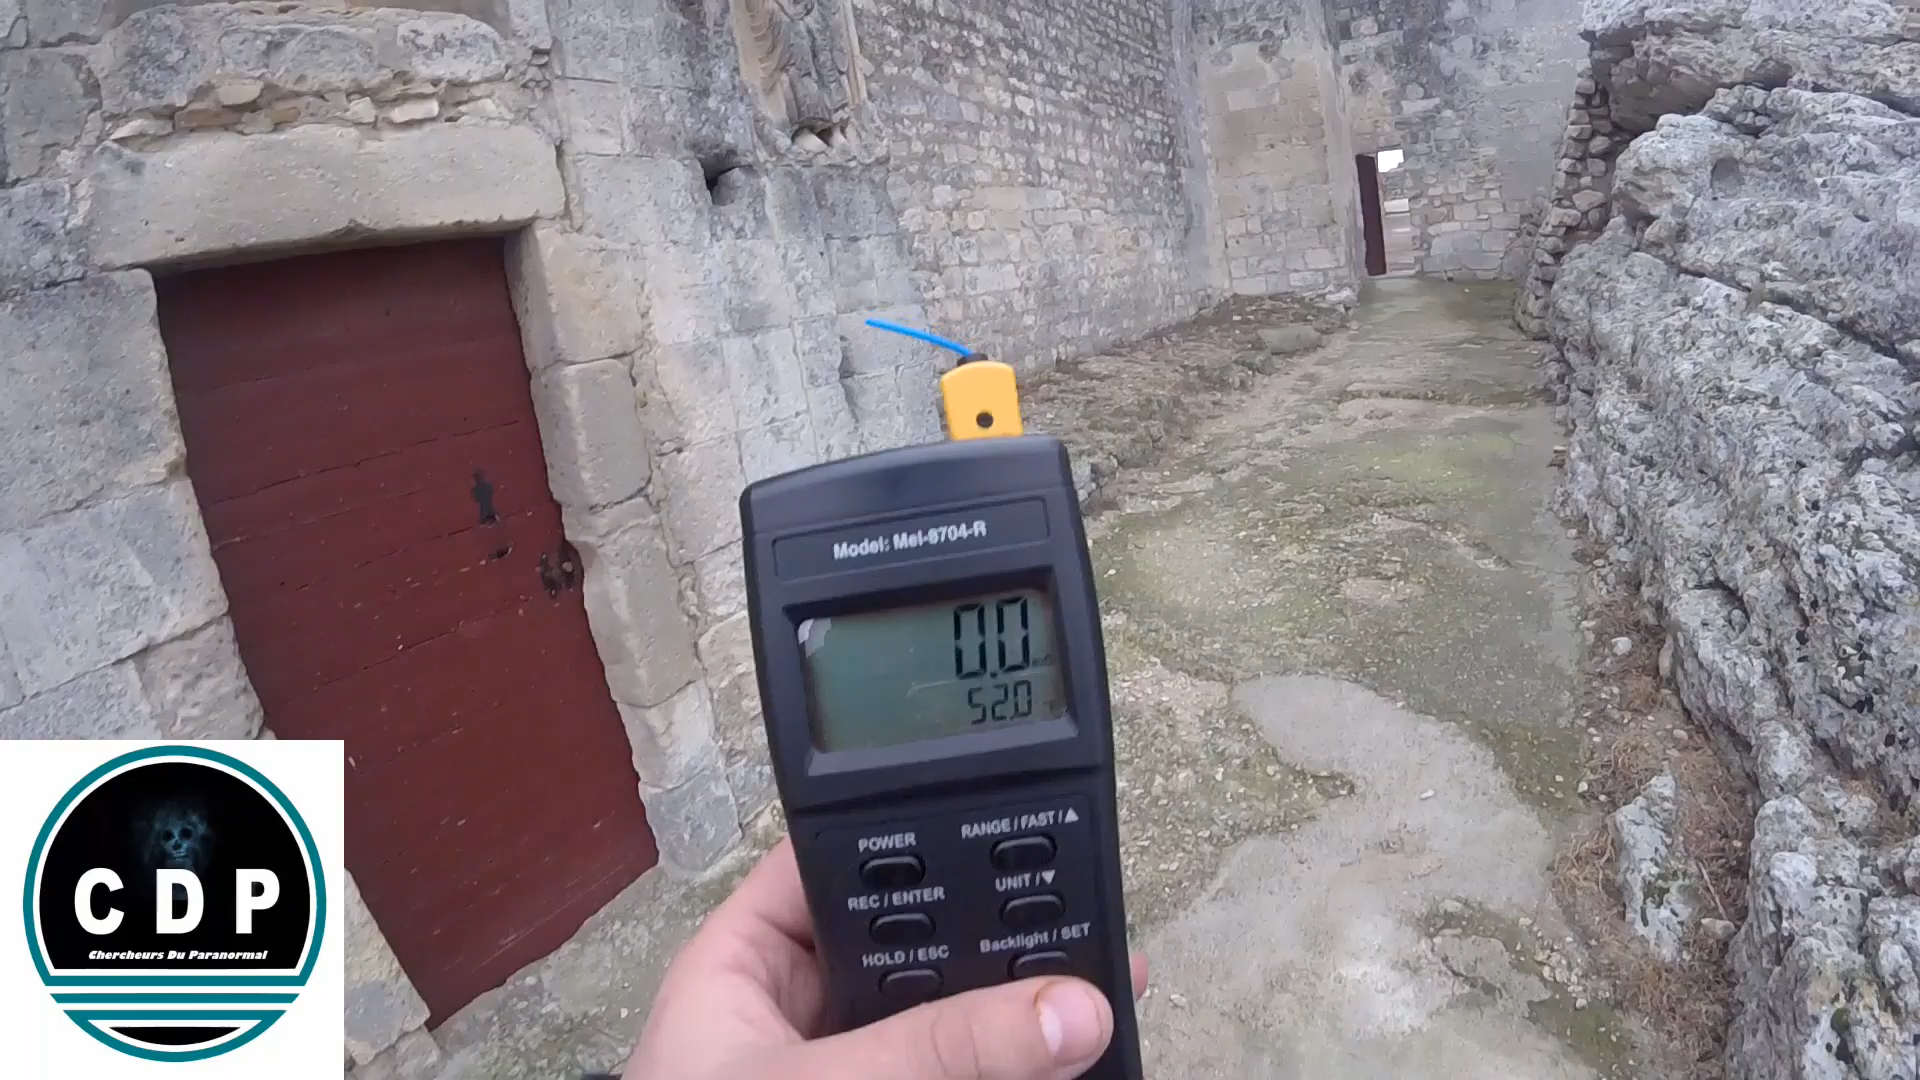 Model: Mel-8704-R
0.0
52.0
POWER
RANGE / FAST / ▲
REC / ENTER
UNIT / ▼
HOLD / ESC
Backlight / SET
CDP
Chercheurs Du Paranormal